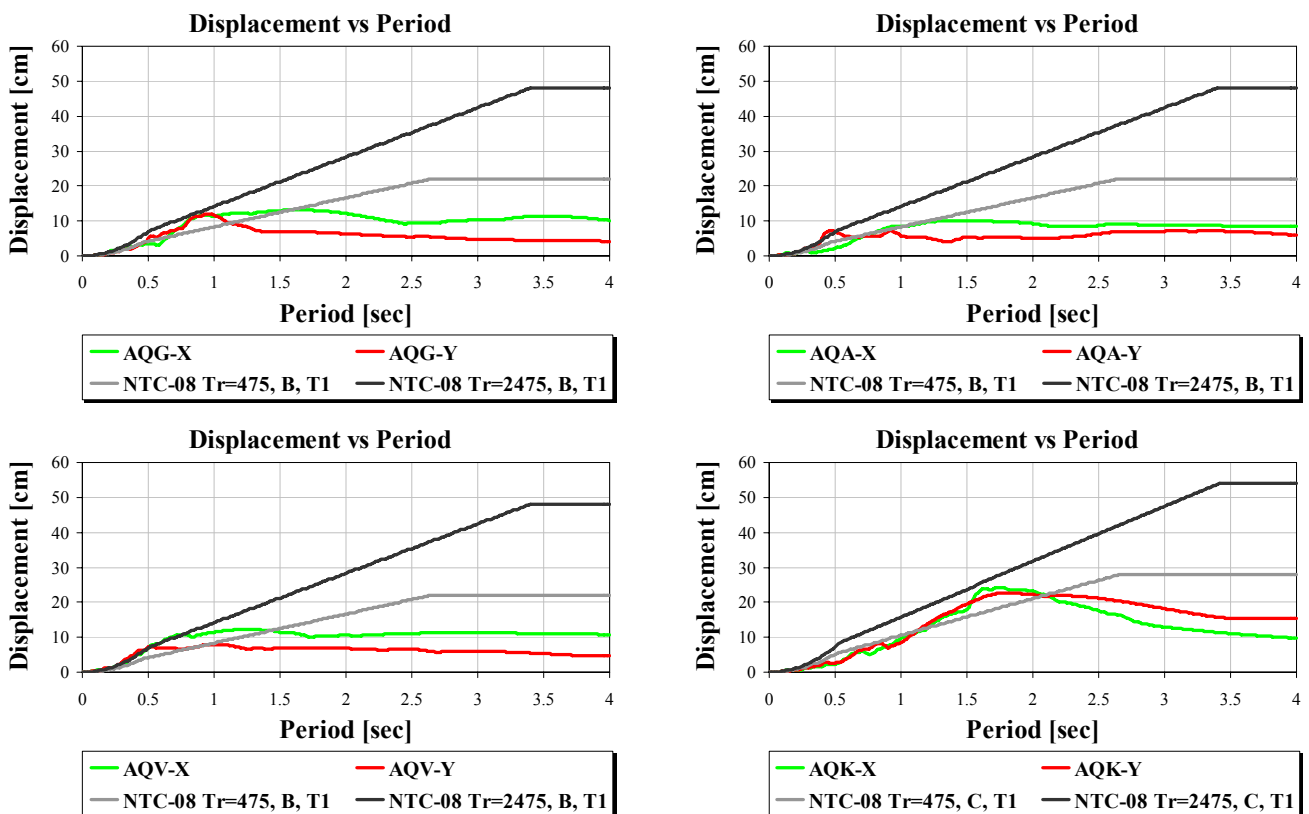 Displacement vs Period
Displacement [cm]
60
50
40
30
20
10
0
0 0.5 1 1.5 2 2.5 3 3.5 4
Period [sec]
AQG-X AQG-Y
NTC-08 Tr=475, B, T1 NTC-08 Tr=2475, B, T1
Displacement vs Period
Displacement [cm]
60
50
40
30
20
10
0
0 0.5 1 1.5 2 2.5 3 3.5 4
Period [sec]
AQA-X AQA-Y
NTC-08 Tr=475, B, T1 NTC-08 Tr=2475, B, T1
Displacement vs Period
Displacement [cm]
60
50
40
30
20
10
0
0 0.5 1 1.5 2 2.5 3 3.5 4
Period [sec]
AQV-X AQV-Y
NTC-08 Tr=475, B, T1 NTC-08 Tr=2475, B, T1
Displacement vs Period
Displacement [cm]
60
50
40
30
20
10
0
0 0.5 1 1.5 2 2.5 3 3.5 4
Period [sec]
AQK-X AQK-Y
NTC-08 Tr=475, C, T1 NTC-08 Tr=2475, C, T1